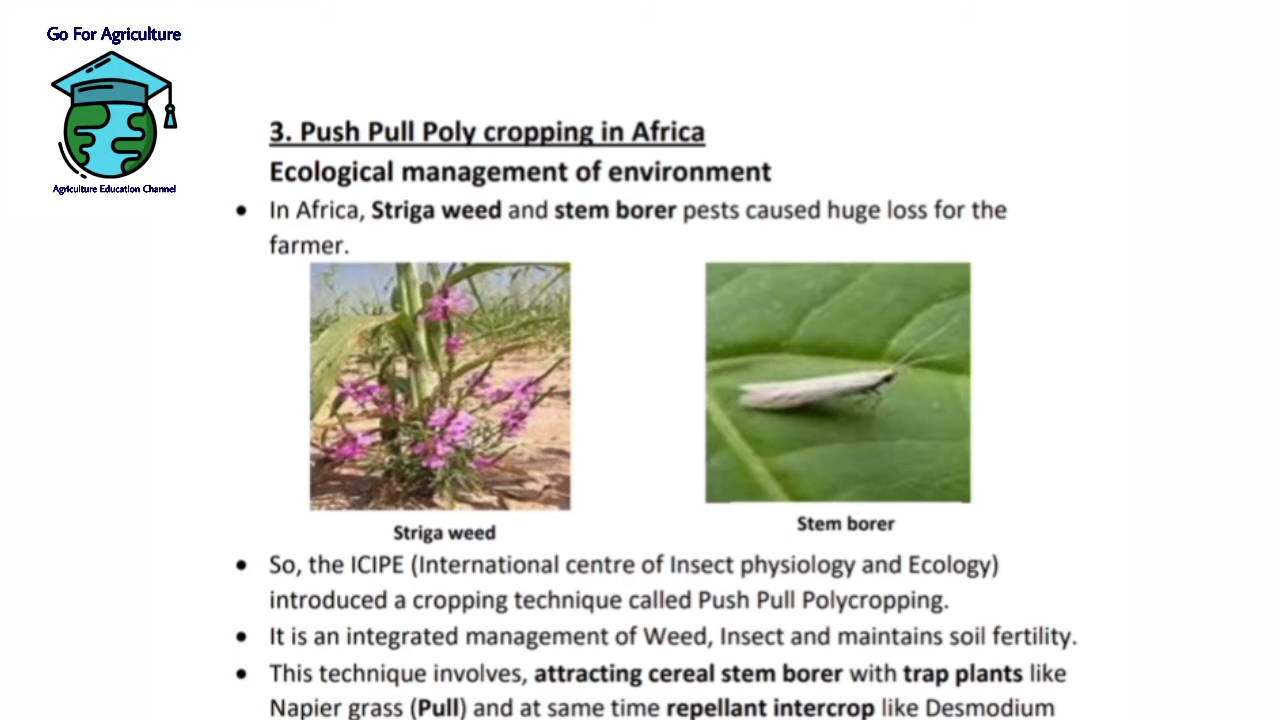 Go For Agriculture
Agriculture Education Channel
3. Push Pull Poly cropping in Africa
Ecological management of environment
• In Africa, Striga weed and stem borer pests caused huge loss for the
farmer.
Striga weed
Stem borer
• So, the ICIPE (International centre of Insect physiology and Ecology)
introduced a cropping technique called Push Pull Polycropping.
• It is an integrated management of Weed, Insect and maintains soil fertility.
• This technique involves, attracting cereal stem borer with trap plants like
Napier grass (Pull) and at same time repellant intercrop like Desmodium